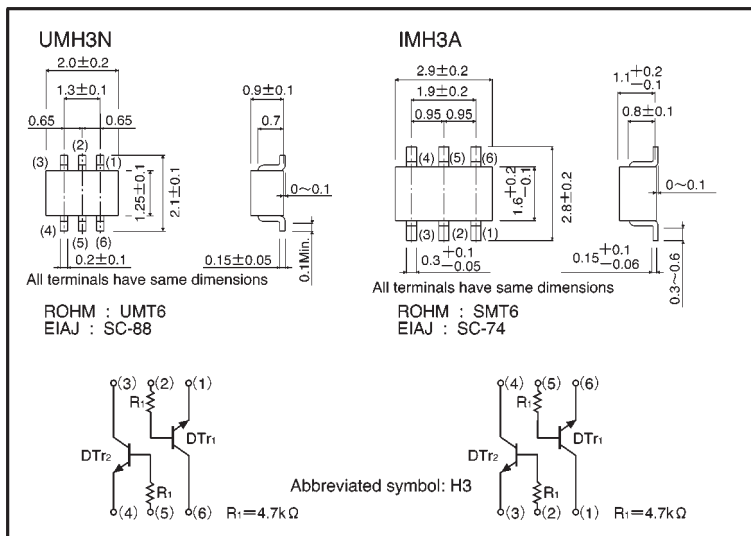 UMH3N
2.0±0.2
1.3±0.1
0.65 0.65
(2)
(3) (1)
1.25±0.1
2.1±0.1
(4) (5) (6)
0.2±0.1
0.9±0.1
0.7
0~0.1
0.15±0.05
0.1Min.
All terminals have same dimensions
ROHM : UMT6
EIAJ : SC-88
IMH3A
2.9±0.2
1.9±0.2
0.95 0.95
(4) (5) (6)
1.6+0.2 −0.1
2.8±0.2
(3) (2) (1)
0.3+0.1 −0.05
1.1+0.2 −0.1
0.8±0.1
0~0.1
0.15+0.1 −0.06
0.3~0.6
All terminals have same dimensions
ROHM : SMT6
EIAJ : SC-74
(3) (2) (1)
R1
DTr1
DTr2
R1
(4) (5) (6) R1=4.7kΩ
Abbreviated symbol: H3
(4) (5) (6)
R1
DTr1
DTr2
R1
(3) (2) (1) R1=4.7kΩ